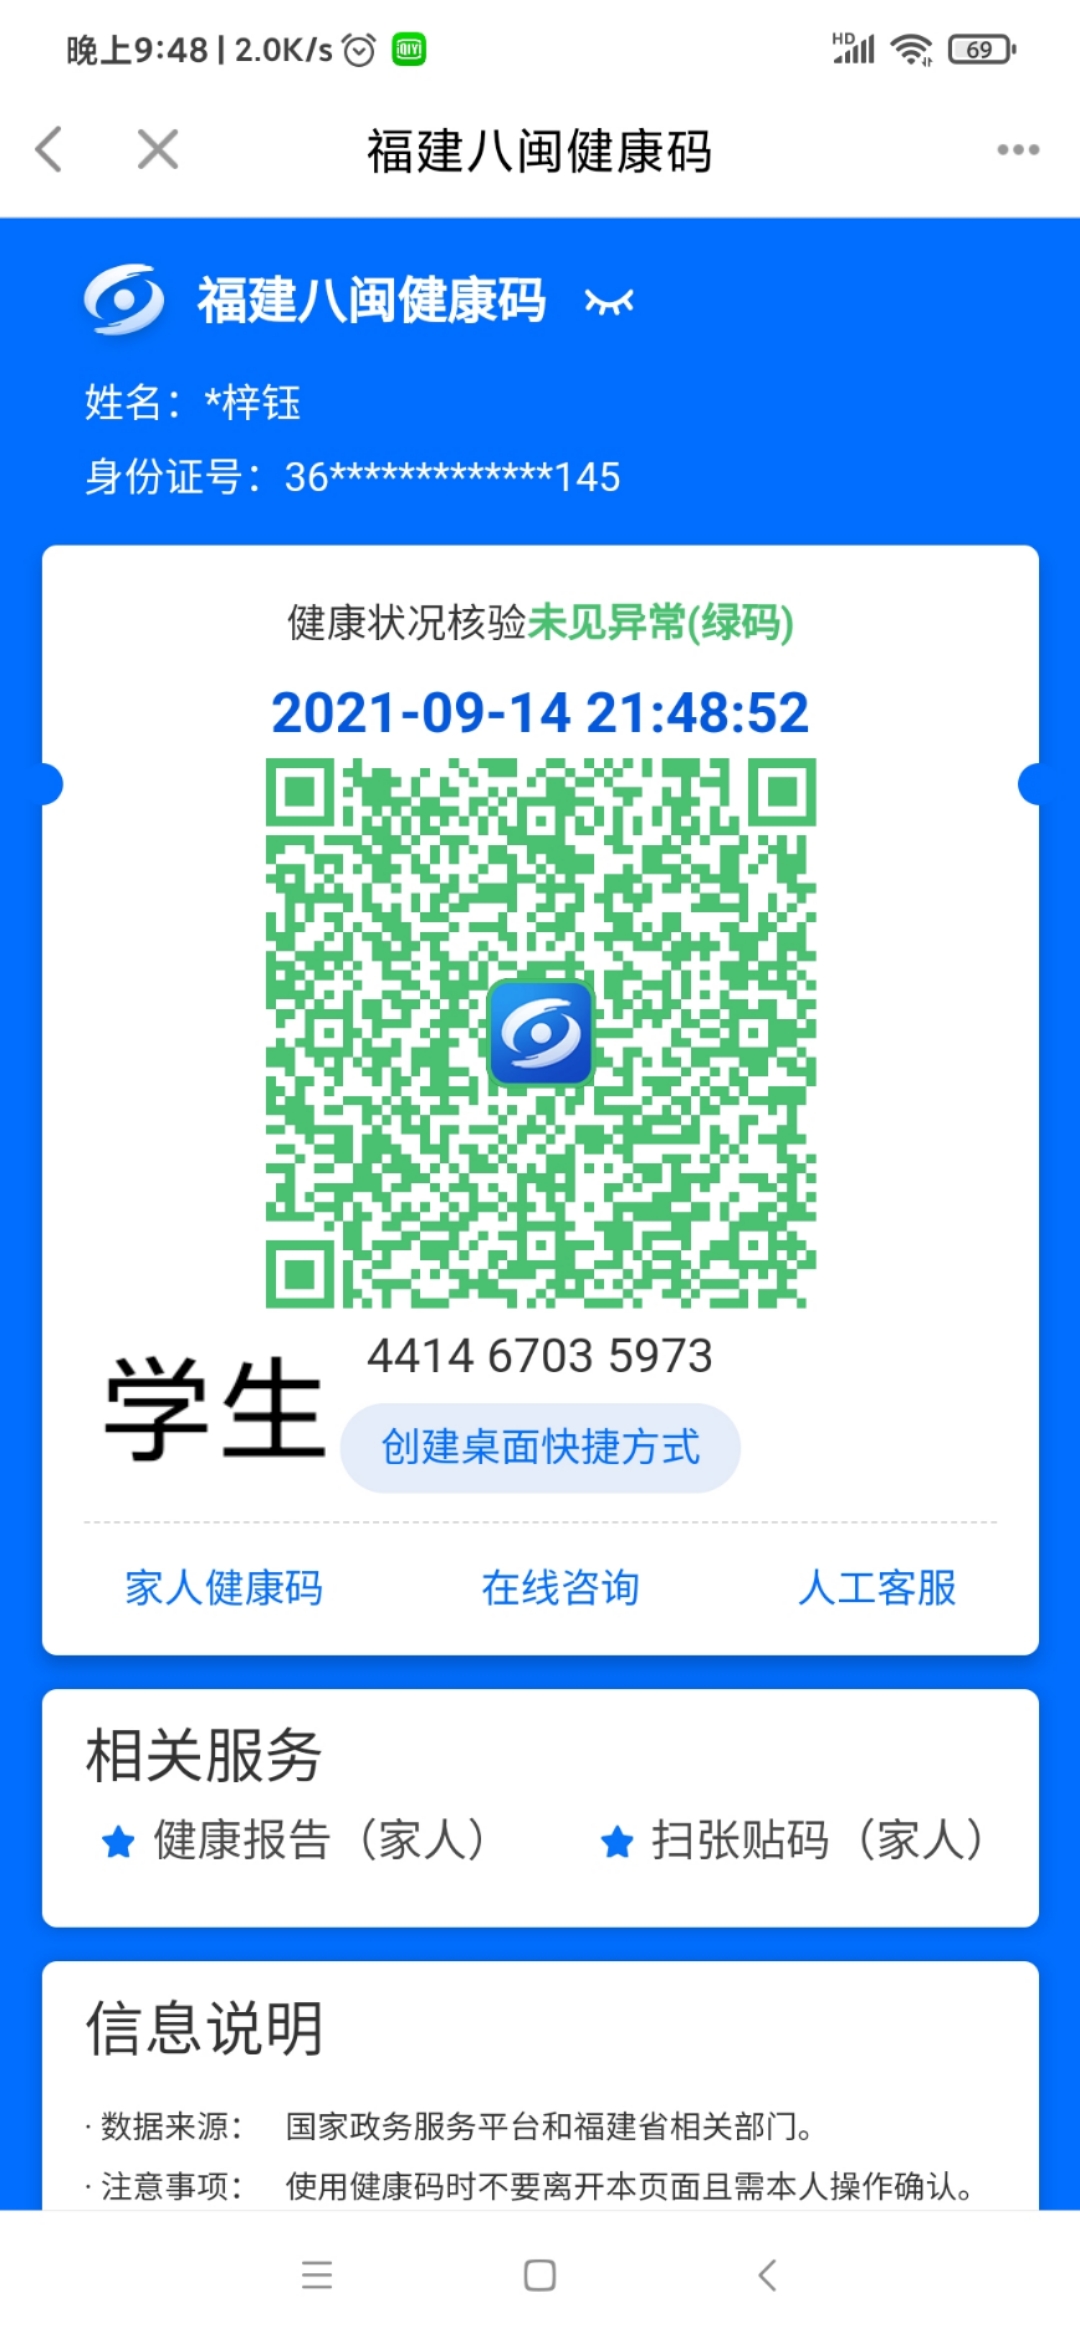 晚上9:48 | 2.0K/s
HD 69
福建八闽健康码
福建八闽健康码
姓名：*梓钰
身份证号：36*************145
健康状况核验未见异常(绿码)
2021-09-14 21:48:52
4414 6703 5973
学生
创建桌面快捷方式
家人健康码 在线咨询 人工客服
相关服务
健康报告（家人） 扫张贴码（家人）
信息说明
· 数据来源： 国家政务服务平台和福建省相关部门。
· 注意事项： 使用健康码时不要离开本页面且需本人操作确认。